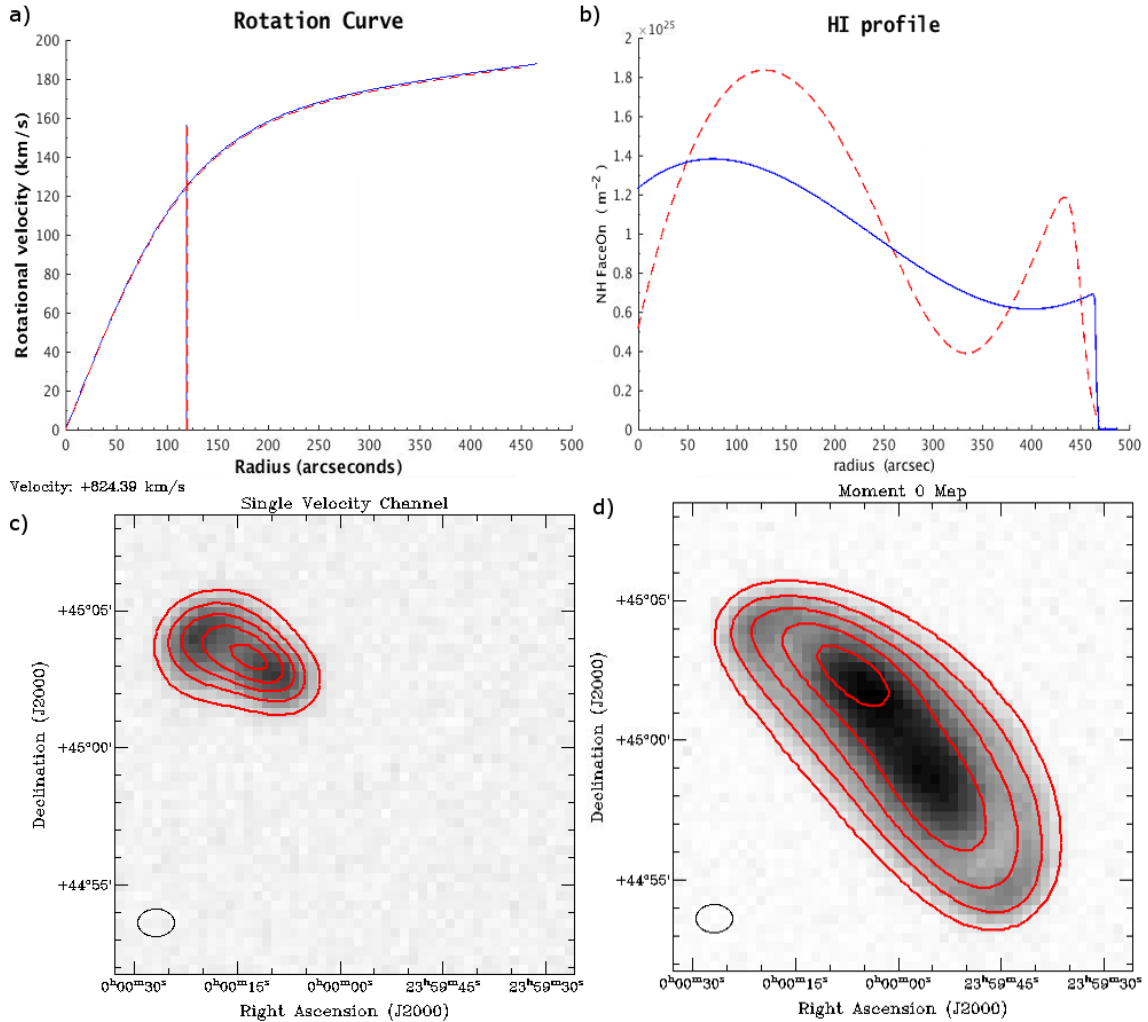 a)
Rotation Curve
200
180
160
140
120
100
80
60
40
20
0
Rotational velocity (km/s)
0 50 100 150 200 250 300 350 400 450 500
Radius (arcseconds)
b)
HI profile
×10²⁵
2
1.8
1.6
1.4
1.2
1
0.8
0.6
0.4
0.2
0
NH FaceOn ( m⁻²)
0 50 100 150 200 250 300 350 400 450 500
radius (arcsec)
Velocity: +824.39 km/s
c)
Single Velocity Channel
+45°05'
+45°00'
+44°55'
Declination (J2000)
0ʰ00ᵐ30ˢ 0ʰ00ᵐ15ˢ 0ʰ00ᵐ00ˢ 23ʰ59ᵐ45ˢ 23ʰ59ᵐ30ˢ
Right Ascension (J2000)
d)
Moment 0 Map
+45°05'
+45°00'
+44°55'
Declination (J2000)
0ʰ00ᵐ30ˢ 0ʰ00ᵐ15ˢ 0ʰ00ᵐ00ˢ 23ʰ59ᵐ45ˢ 23ʰ59ᵐ30ˢ
Right Ascension (J2000)